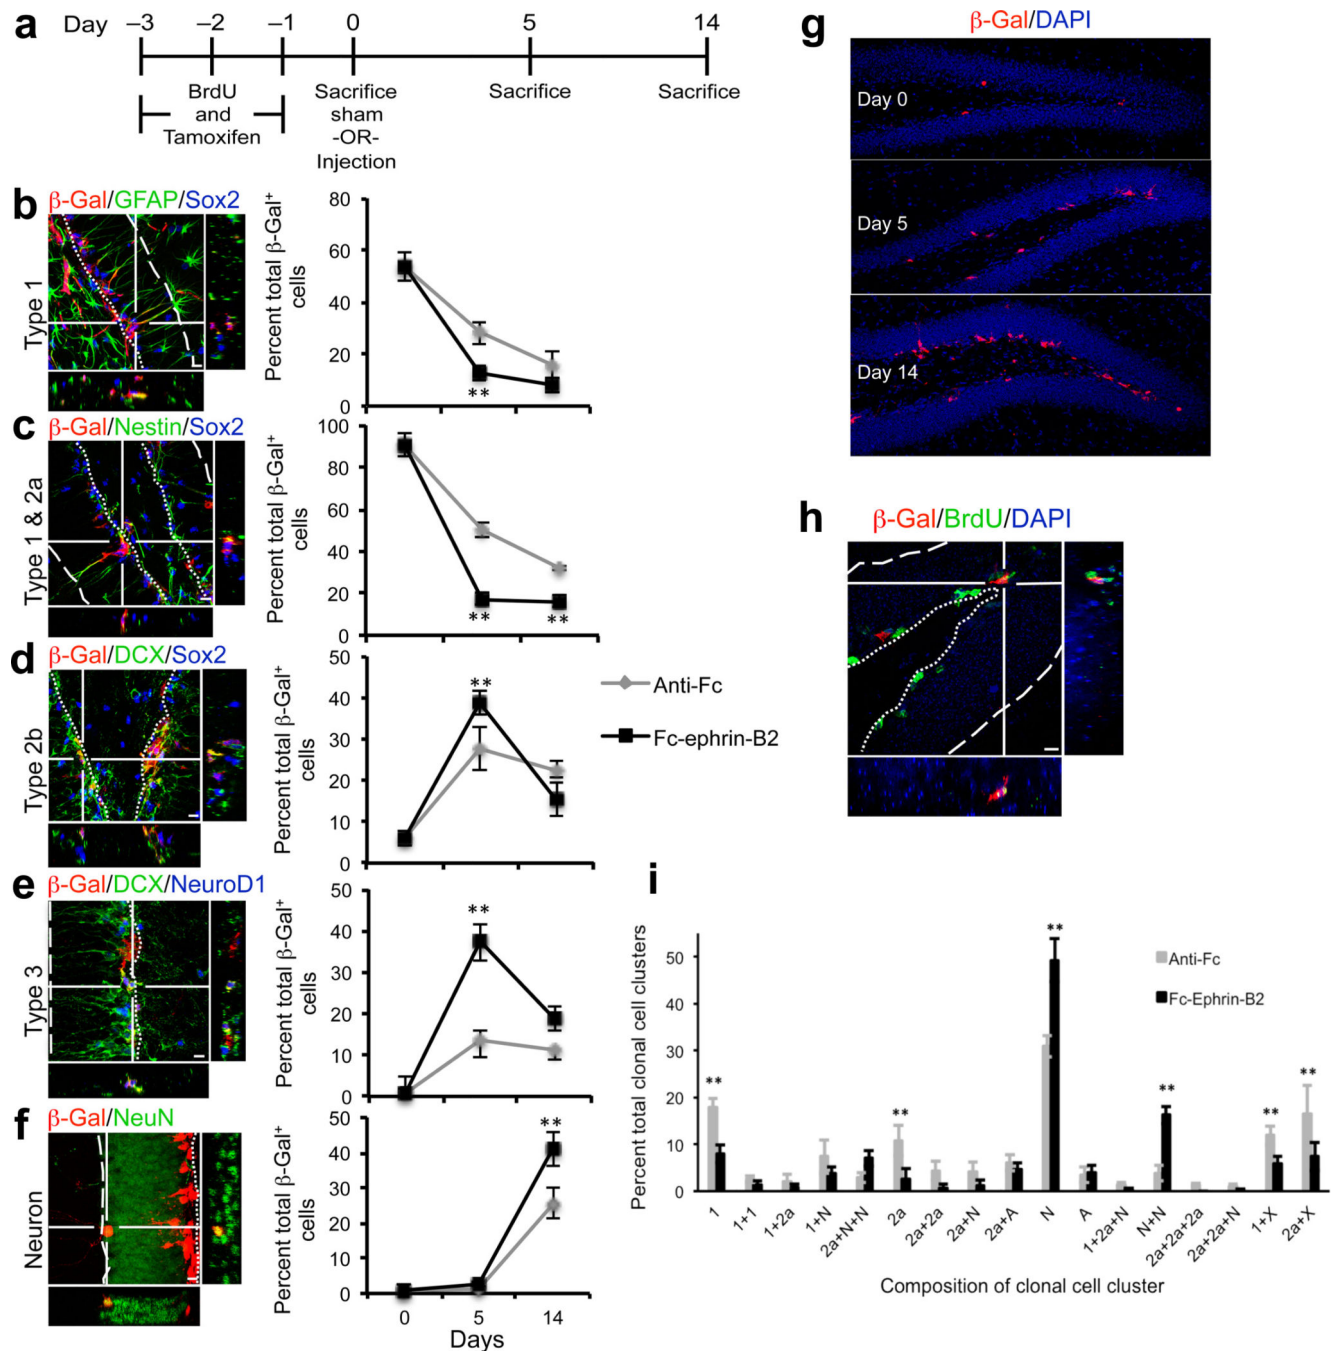 a
Day –3 –2 –1 0 5 14
BrdU
and
Tamoxifen
Sacrifice
sham
-OR-
Injection
Sacrifice
Sacrifice
b
β-Gal/GFAP/Sox2
Type 1
Percent total β-Gal⁺
cells
80
60
40
20
0
**
c
β-Gal/Nestin/Sox2
Type 1 & 2a
Percent total β-Gal⁺
cells
100
80
60
40
20
0
**
**
d
β-Gal/DCX/Sox2
Type 2b
Percent total β-Gal⁺
cells
50
40
30
20
10
0
**
Anti-Fc
Fc-ephrin-B2
e
β-Gal/DCX/NeuroD1
Type 3
Percent total β-Gal⁺
cells
50
40
30
20
10
0
**
f
β-Gal/NeuN
Neuron
Percent total β-Gal⁺
cells
50
40
30
20
10
0
**
0 5 14
Days
g
β-Gal/DAPI
Day 0
Day 5
Day 14
h
β-Gal/BrdU/DAPI
i
Percent total clonal cell clusters
50
40
30
20
10
0
**
**
**
**
**
**
Anti-Fc
Fc-Ephrin-B2
1
1+1
1+2a
1+N
2a+N+N
2a
2a+2a
2a+N
2a+A
N
A
1+2a+N
N+N
2a+2a+2a
2a+2a+N
1+X
2a+X
Composition of clonal cell cluster